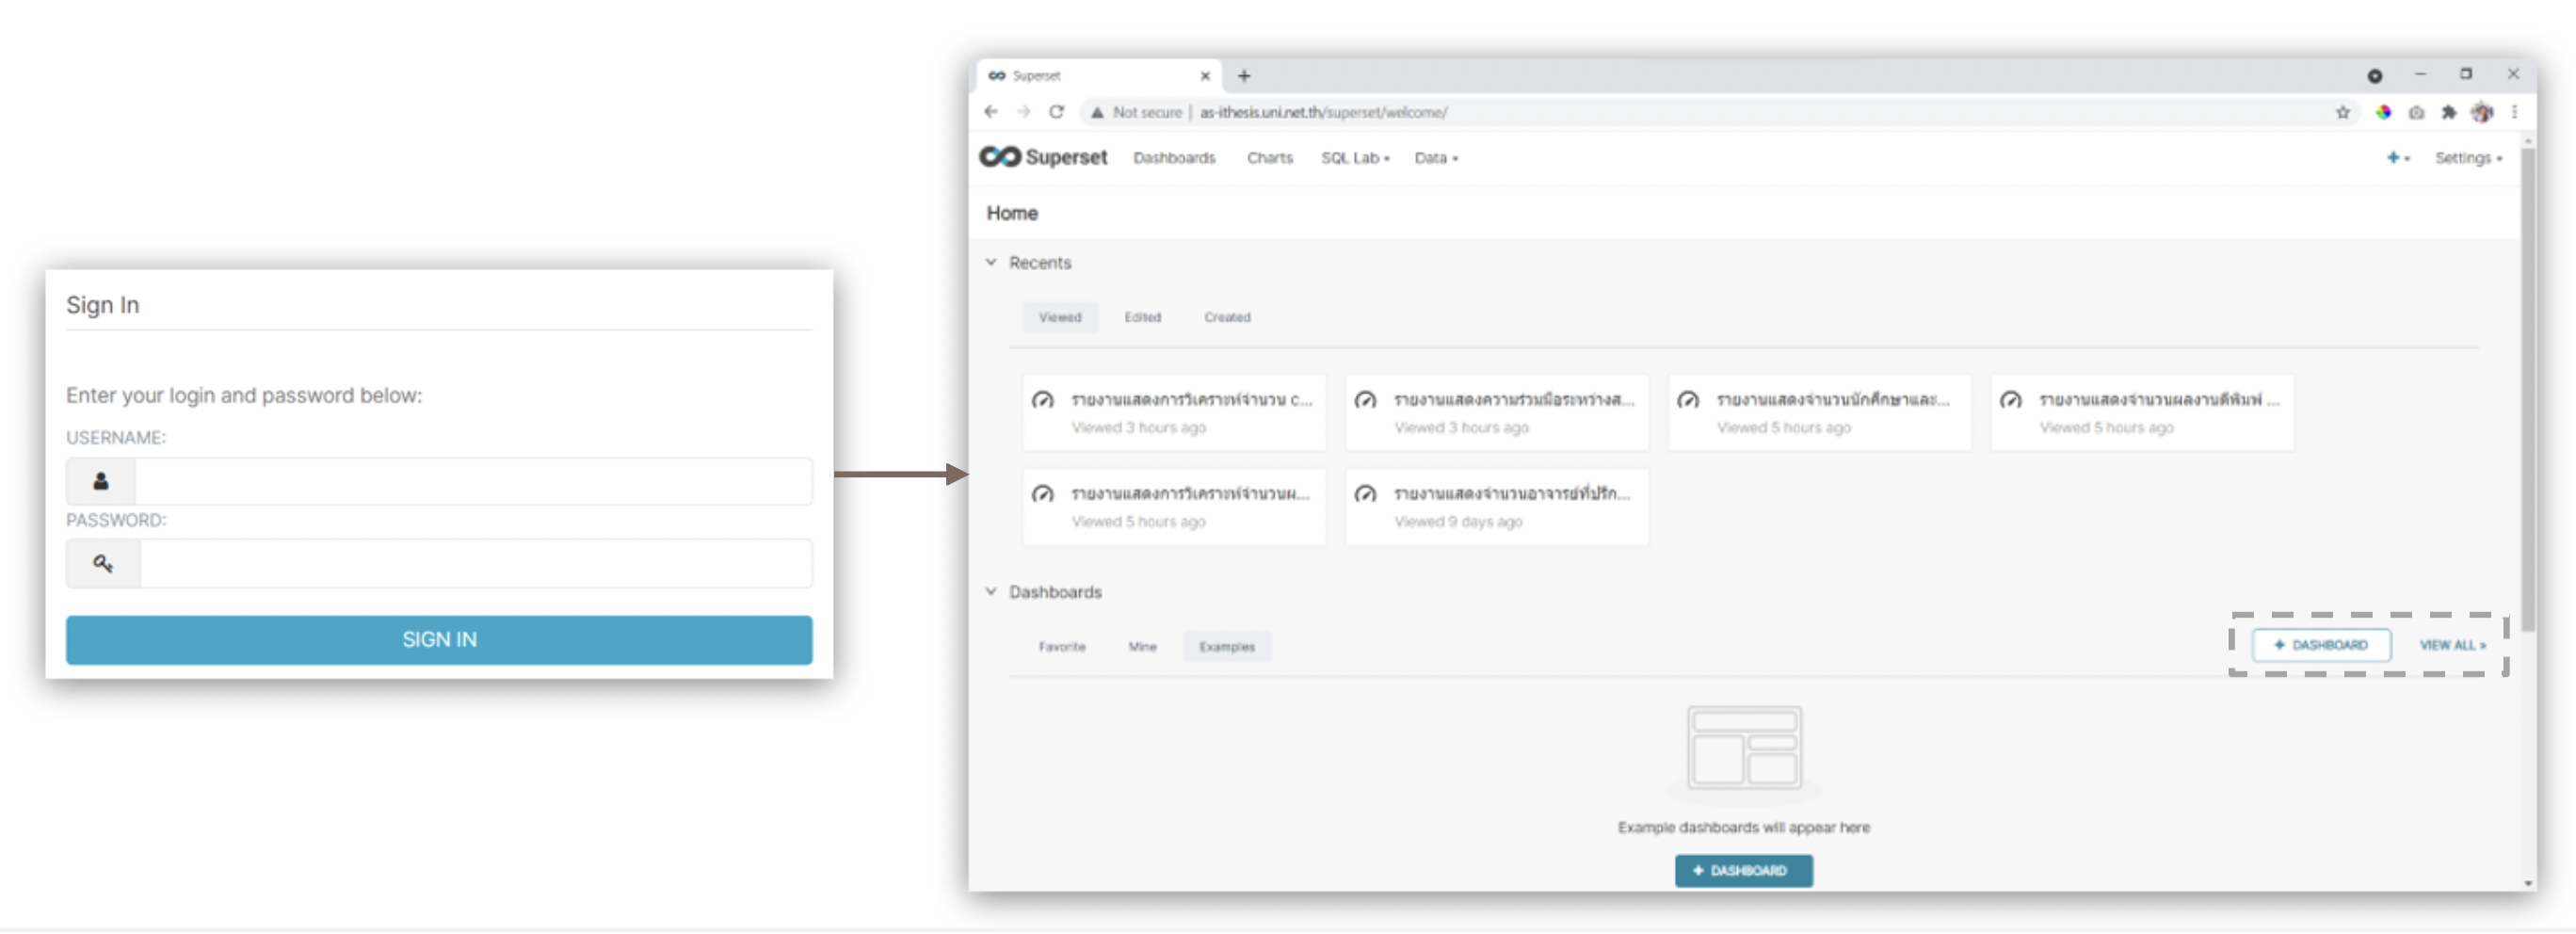 Sign In
Enter your login and password below:
USERNAME:
PASSWORD:
SIGN IN
Superset
Not secure | as-ithesis.uni.net.th/superset/welcome/
Superset Dashboards Charts SQL Lab Data + Settings
Home
Recents
Viewed Edited Created
รายงานแสดงการวิเคราะห์จำนวน c... รายงานแสดงความร่วมมือระหว่างส... รายงานแสดงจำนวนนักศึกษาและ... รายงานแสดงจำนวนผลงานตีพิมพ์ ...
Viewed 3 hours ago Viewed 3 hours ago Viewed 5 hours ago Viewed 5 hours ago
รายงานแสดงการวิเคราะห์จำนวนผ... รายงานแสดงจำนวนอาจารย์ที่ปรึก...
Viewed 5 hours ago Viewed 9 days ago
Dashboards
Favorite Mine Examples + DASHBOARD VIEW ALL »
Example dashboards will appear here
+ DASHBOARD